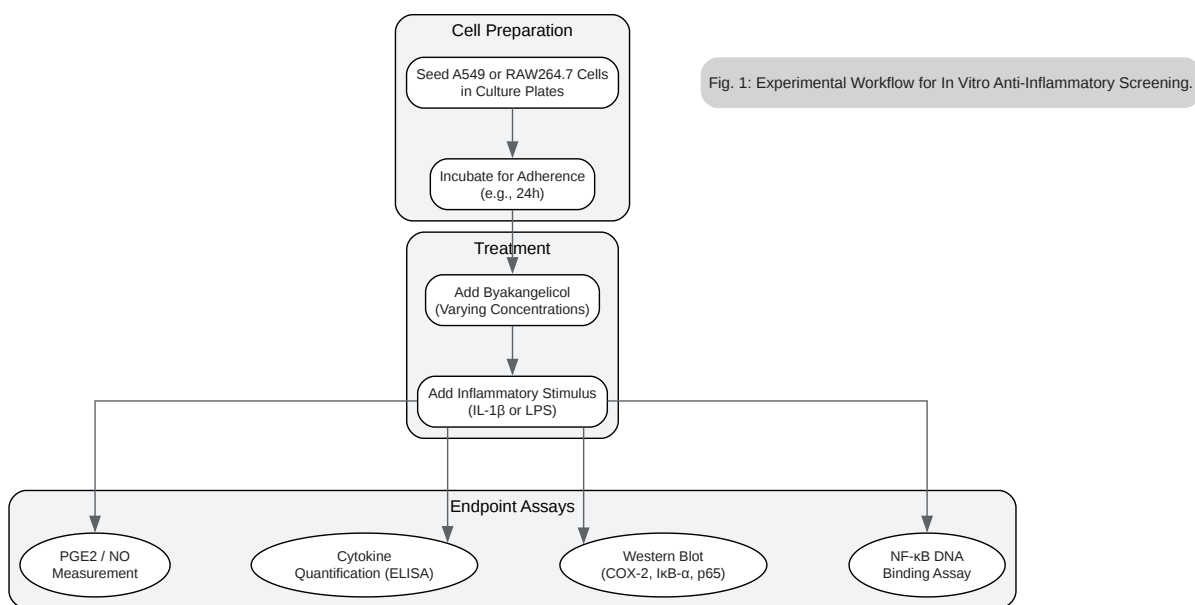 Cell Preparation
Seed A549 or RAW264.7 Cells
in Culture Plates
Fig. 1: Experimental Workflow for In Vitro Anti-Inflammatory Screening.
Incubate for Adherence
(e.g., 24h)
Treatment
Add Byakangelicol
(Varying Concentrations)
Add Inflammatory Stimulus
(IL-1β or LPS)
Endpoint Assays
PGE2 / NO
Measurement
Cytokine
Quantification (ELISA)
Western Blot
(COX-2, IκB-α, p65)
NF-κB DNA
Binding Assay